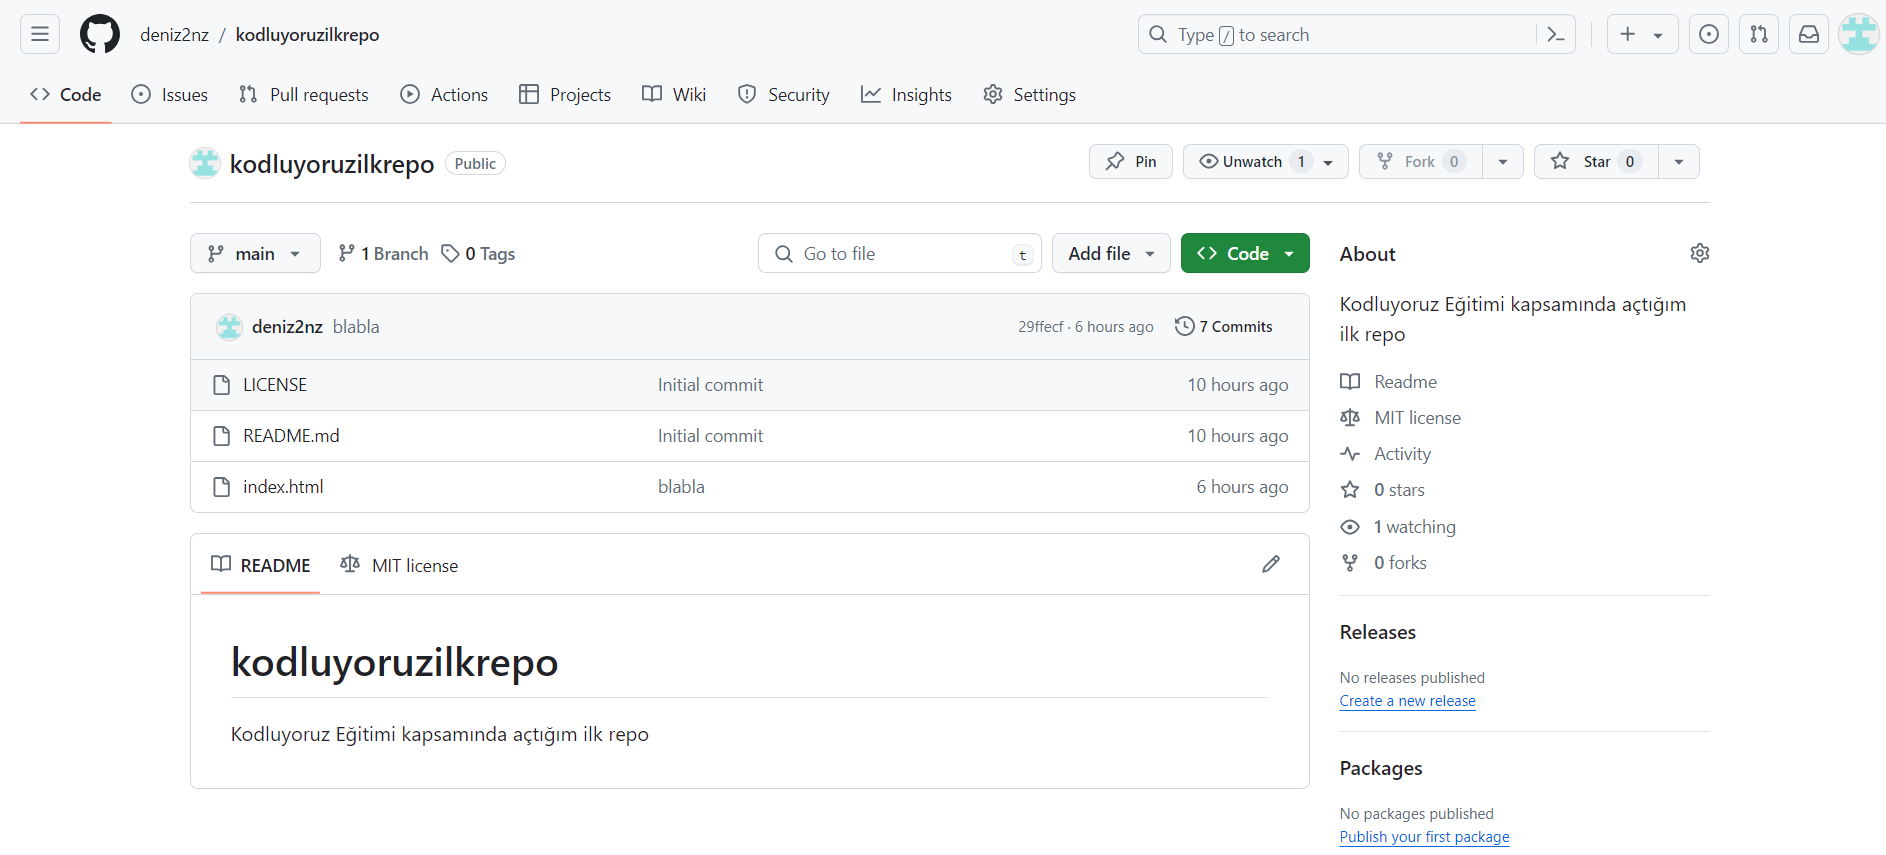 deniz2nz / kodluyoruzilkrepo
Type / to search
Code Issues Pull requests Actions Projects Wiki Security Insights Settings
kodluyoruzilkrepo Public
Pin Unwatch 1 Fork 0 Star 0
main 1 Branch 0 Tags Go to file t Add file Code
deniz2nz blabla 29ffecf · 6 hours ago 7 Commits
LICENSE Initial commit 10 hours ago
README.md Initial commit 10 hours ago
index.html blabla 6 hours ago
README MIT license
kodluyoruzilkrepo
Kodluyoruz Eğitimi kapsamında açtığım ilk repo
About
Kodluyoruz Eğitimi kapsamında açtığım
ilk repo
Readme
MIT license
Activity
0 stars
1 watching
0 forks
Releases
No releases published
Create a new release
Packages
No packages published
Publish your first package